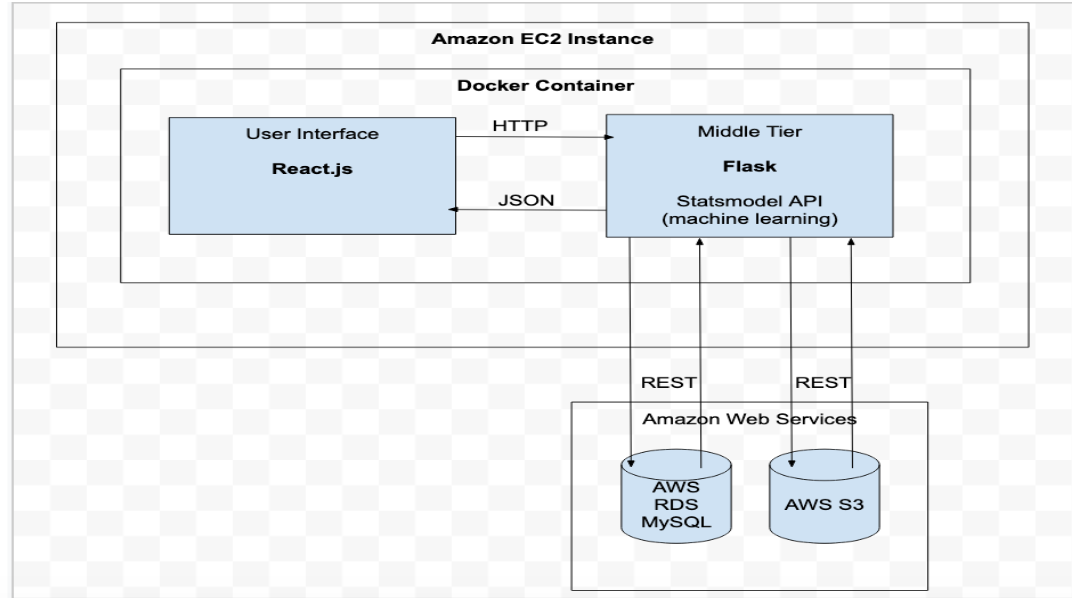 Amazon EC2 Instance
Docker Container
User Interface
React.js
HTTP
JSON
Middle Tier
Flask
Statsmodel API
(machine learning)
REST
REST
Amazon Web Services
AWS
RDS
MySQL
AWS S3